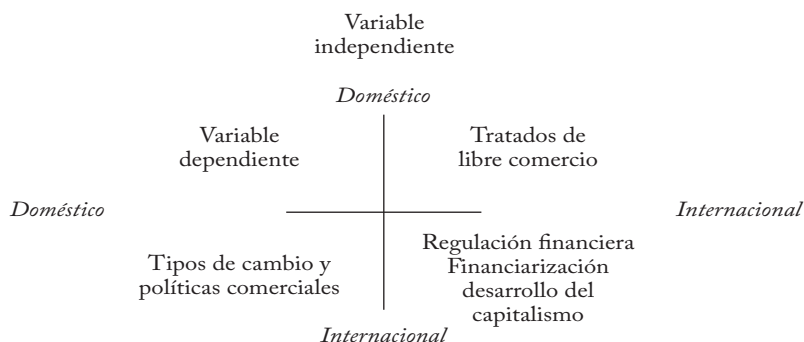 Variable
independiente
Doméstico
Variable
dependiente
Tratados de
libre comercio
Doméstico
Internacional
Tipos de cambio y
políticas comerciales
Regulación financiera
Financiarización
desarrollo del
capitalismo
Internacional